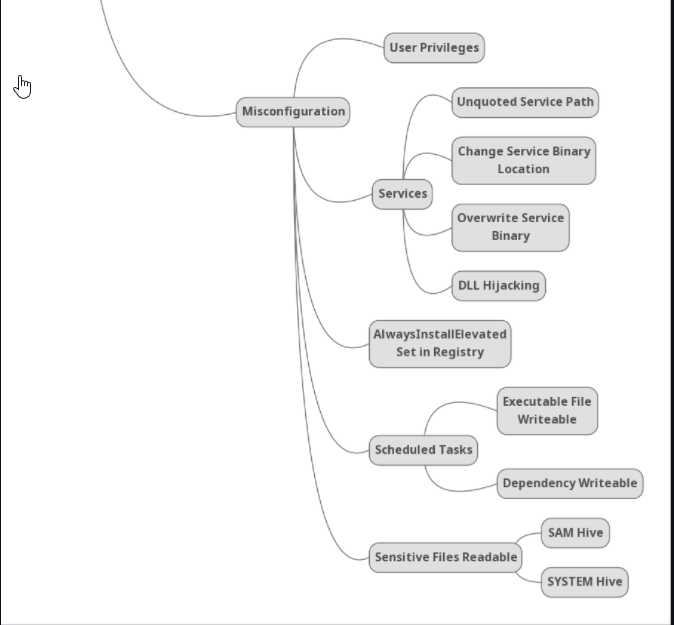 User Privileges
Misconfiguration
Unquoted Service Path
Change Service Binary
Location
Services
Overwrite Service
Binary
DLL Hijacking
AlwaysInstallElevated
Set in Registry
Executable File
Writeable
Scheduled Tasks
Dependency Writeable
SAM Hive
Sensitive Files Readable
SYSTEM Hive